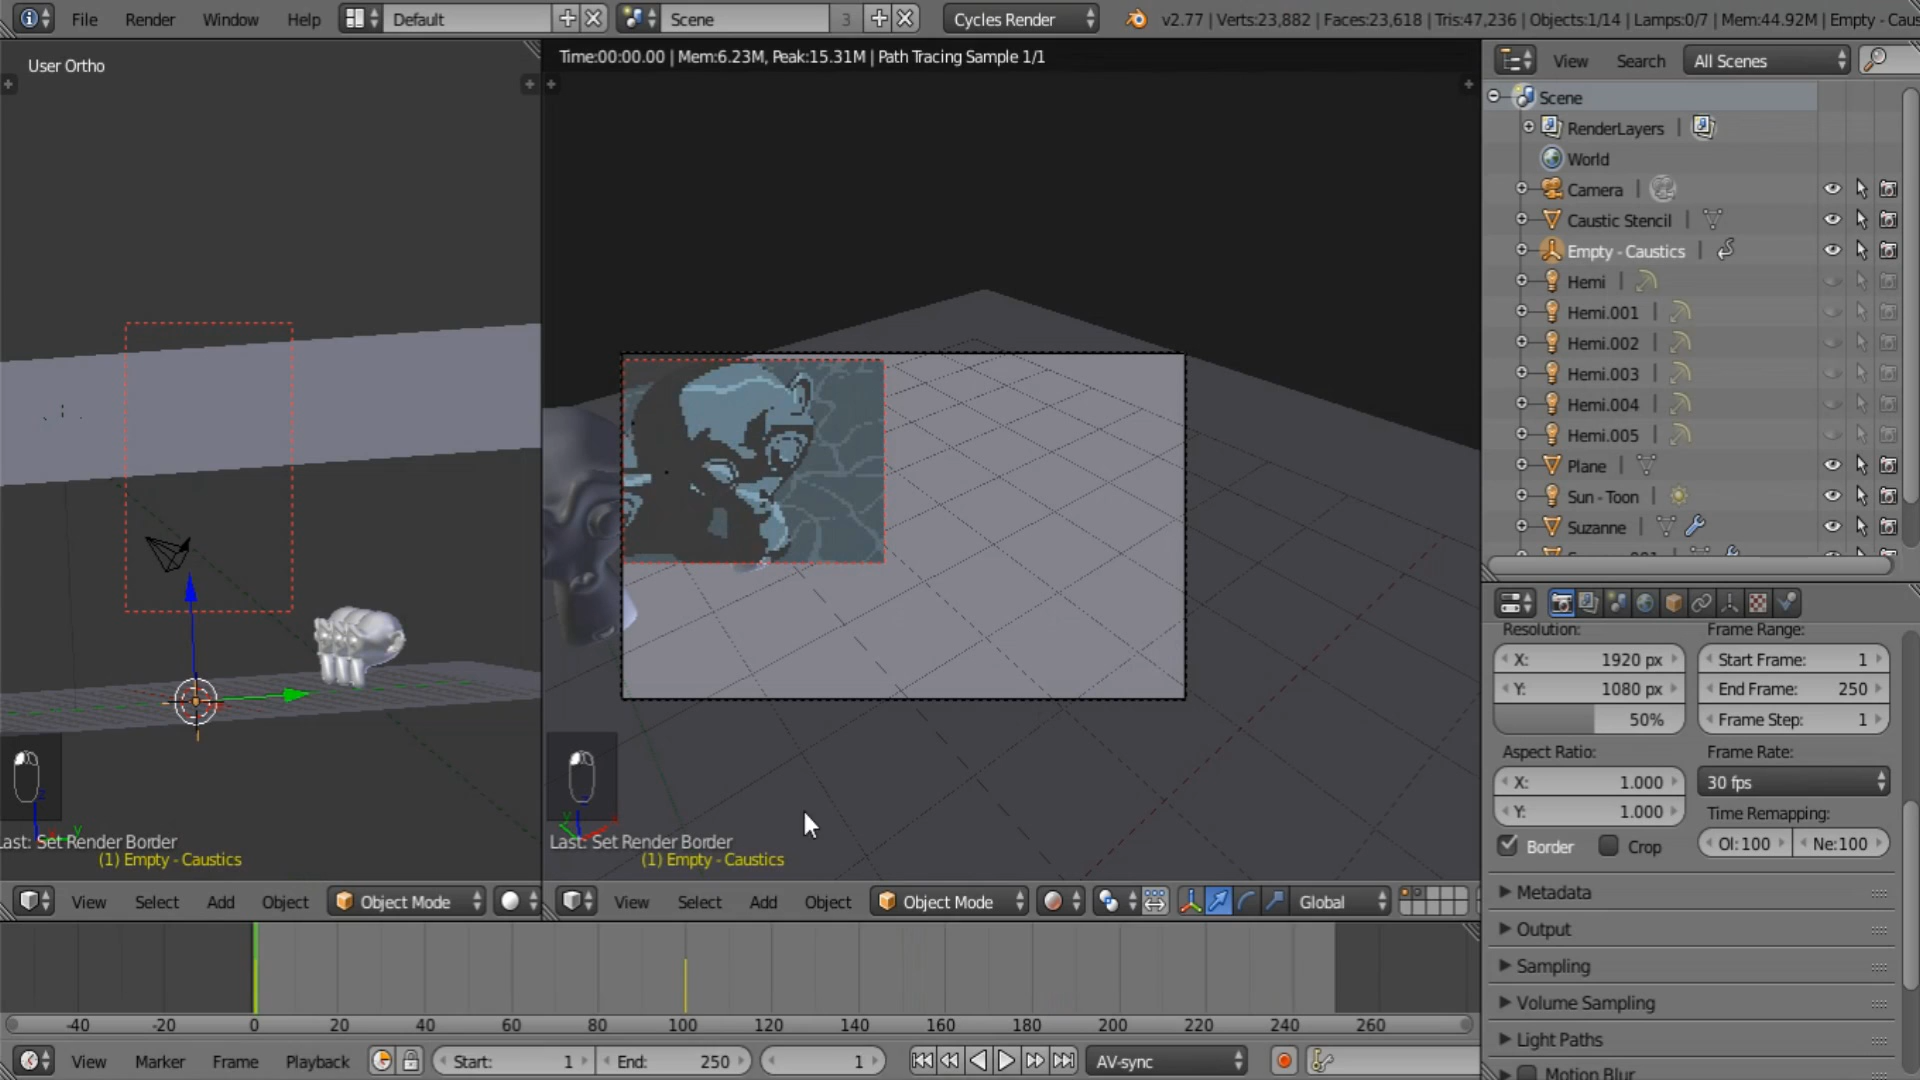 File Render Window Help Default Scene 3 Cycles Render v2.77 | Verts:23,882 | Faces:23,618 | Tris:47,236 | Objects:1/14 | Lamps:0/7 | Mem:44.92M | Empty - Caus
User Ortho
Time:00:00.00 | Mem:6.23M, Peak:15.31M | Path Tracing Sample 1/1
View Search All Scenes
Scene
RenderLayers |
World
Camera |
Caustic Stencil |
Empty - Caustics |
Hemi |
Hemi.001 |
Hemi.002 |
Hemi.003 |
Hemi.004 |
Hemi.005 |
Plane |
Sun - Toon |
Suzanne |
Resolution: Frame Range:
X: 1920 px Start Frame: 1
Y: 1080 px End Frame: 250
50% Frame Step: 1
Aspect Ratio: Frame Rate:
X: 1.000 30 fps
Y: 1.000 Time Remapping:
Border Crop Ol: 100 Ne:100
Last: Set Render Border
(1) Empty - Caustics
Last: Set Render Border
(1) Empty - Caustics
View Select Add Object Object Mode
View Select Add Object Object Mode Global
Metadata
Output
Sampling
Volume Sampling
Light Paths
Motion Blur
-40 -20 0 20 40 60 80 100 120 140 160 180 200 220 240 260
View Marker Frame Playback Start: 1 End: 250 1 AV-sync